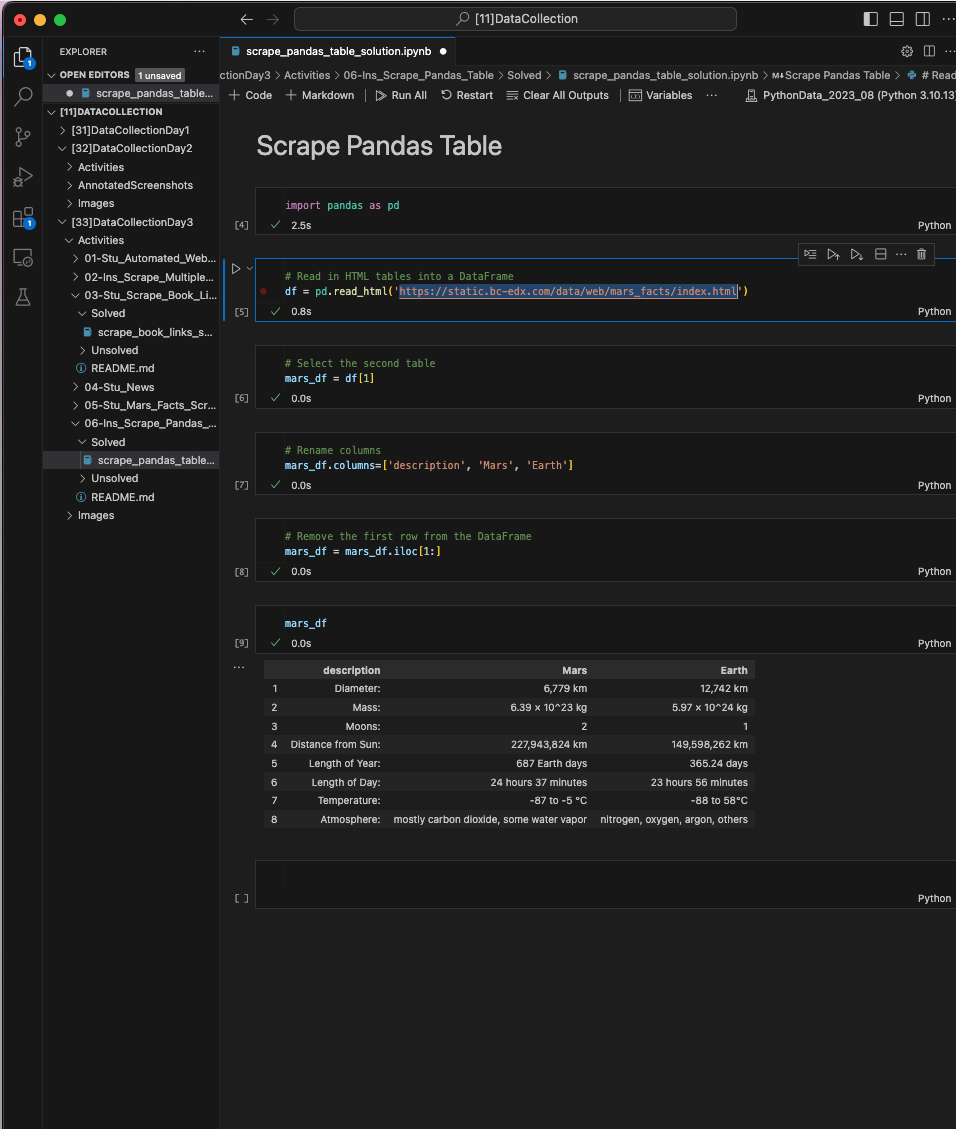 [11]DataCollection
EXPLORER
scrape_pandas_table_solution.ipynb
OPEN EDITORS 1 unsaved
ctionDay3 > Activities > 06-Ins_Scrape_Pandas_Table > Solved > scrape_pandas_table_solution.ipynb > M↓Scrape Pandas Table > # Read
scrape_pandas_table...
+ Code + Markdown Run All Restart Clear All Outputs Variables ... PythonData_2023_08 (Python 3.10.13)
[11]DATACOLLECTION
[31]DataCollectionDay1
[32]DataCollectionDay2
Activities
AnnotatedScreenshots
Images
[33]DataCollectionDay3
Activities
01-Stu_Automated_Web...
02-Ins_Scrape_Multiple...
03-Stu_Scrape_Book_Li...
Solved
scrape_book_links_s...
Unsolved
README.md
04-Stu_News
05-Stu_Mars_Facts_Scr...
06-Ins_Scrape_Pandas_...
Solved
scrape_pandas_table...
Unsolved
README.md
Images
1
1
Scrape Pandas Table
import pandas as pd
[4] 2.5s Python
# Read in HTML tables into a DataFrame
df = pd.read_html('https://static.bc-edx.com/data/web/mars_facts/index.html')
[5] 0.8s Python
# Select the second table
mars_df = df[1]
[6] 0.0s Python
# Rename columns
mars_df.columns=['description', 'Mars', 'Earth']
[7] 0.0s Python
# Remove the first row from the DataFrame
mars_df = mars_df.iloc[1:]
[8] 0.0s Python
mars_df
[9] 0.0s Python
...
description Mars Earth
1 Diameter: 6,779 km 12,742 km
2 Mass: 6.39 × 10^23 kg 5.97 × 10^24 kg
3 Moons: 2 1
4 Distance from Sun: 227,943,824 km 149,598,262 km
5 Length of Year: 687 Earth days 365.24 days
6 Length of Day: 24 hours 37 minutes 23 hours 56 minutes
7 Temperature: -87 to -5 °C -88 to 58°C
8 Atmosphere: mostly carbon dioxide, some water vapor nitrogen, oxygen, argon, others
[ ] Python